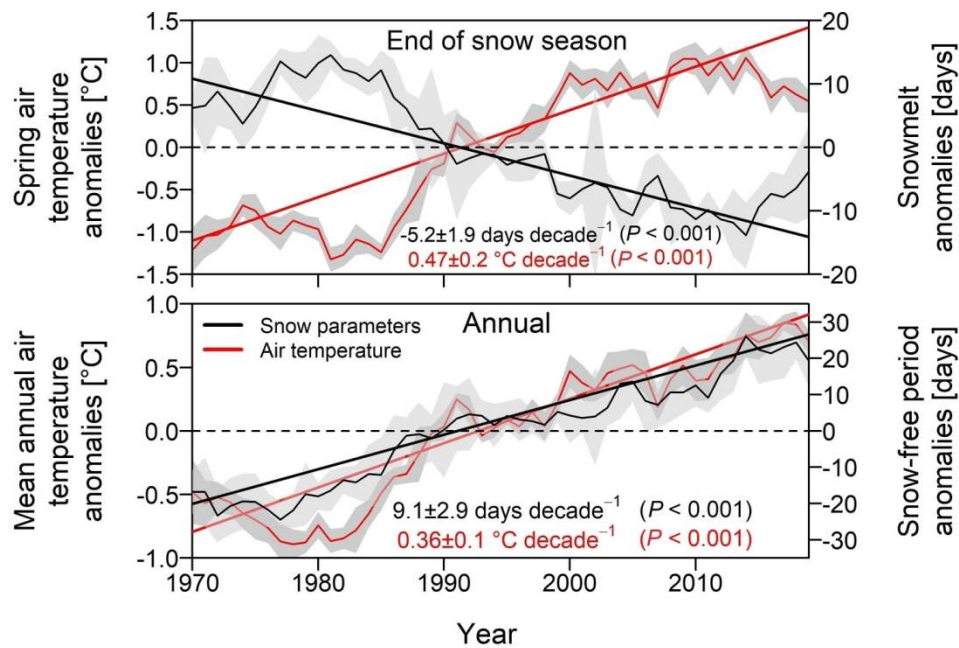 End of snow season
Spring air
temperature
anomalies [°C]
1.5
1.0
0.5
0.0
-0.5
-1.0
-1.5
20
10
0
-10
-20
Snowmelt
anomalies [days]
-5.2±1.9 days decade⁻¹ (P < 0.001)
0.47±0.2 °C decade⁻¹ (P < 0.001)
Annual
Snow parameters
Air temperature
Mean annual air
temperature
anomalies [°C]
1.0
0.5
0.0
-0.5
-1.0
30
20
10
0
-10
-20
-30
Snow-free period
anomalies [days]
9.1±2.9 days decade⁻¹ (P < 0.001)
0.36±0.1 °C decade⁻¹ (P < 0.001)
1970 1980 1990 2000 2010
Year